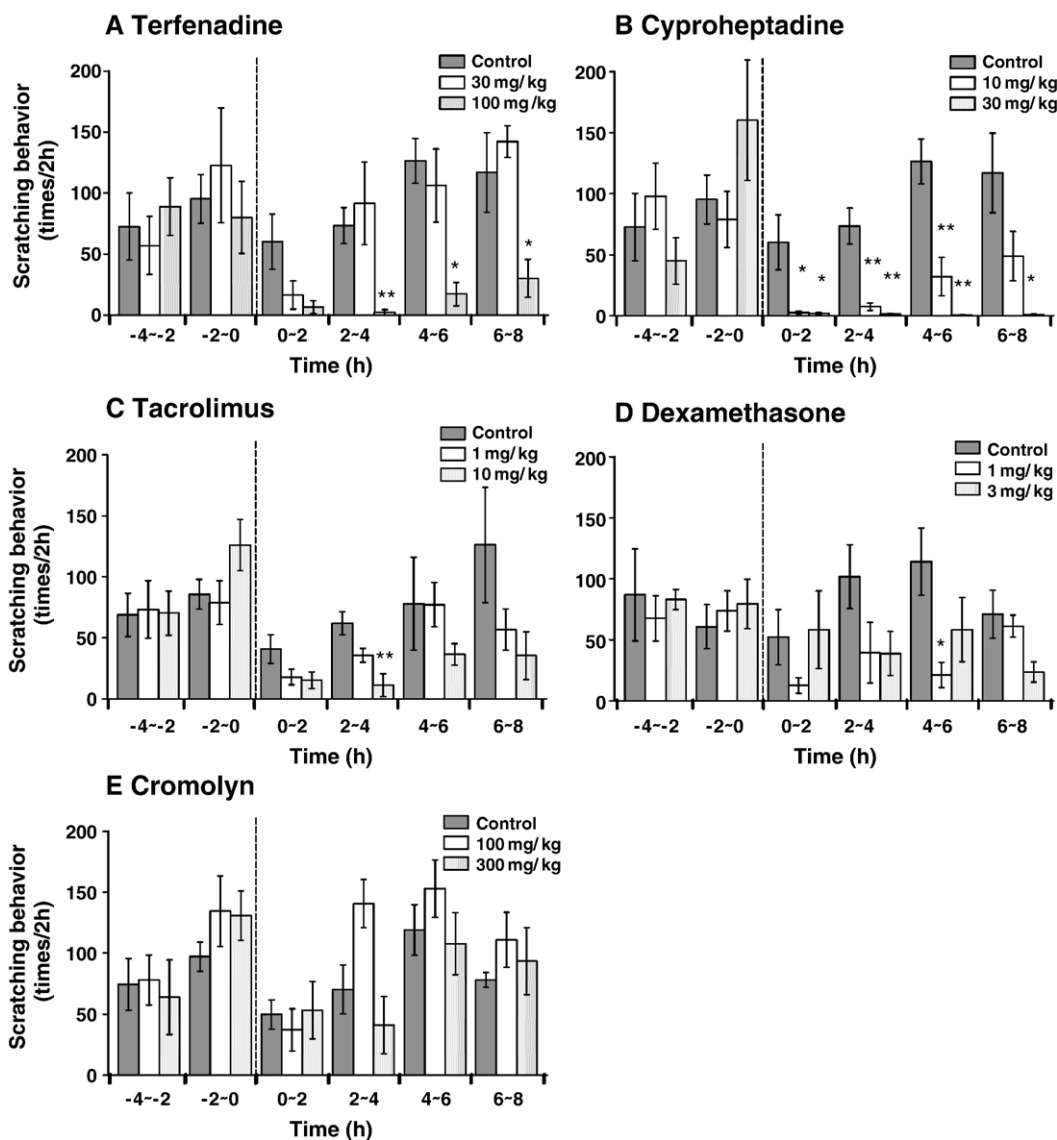 A Terfenadine
Control
30 mg/kg
100 mg/kg
Scratching behavior
(times/2h)
200
150
100
50
0
**
*
*
-4~-2 -2~0 0~2 2~4 4~6 6~8
Time (h)
B Cyproheptadine
Control
10 mg/kg
30 mg/kg
200
150
100
50
0
* *
** **
** **
*
-4~-2 -2~0 0~2 2~4 4~6 6~8
Time (h)
C Tacrolimus
Control
1 mg/kg
10 mg/kg
Scratching behavior
(times/2h)
200
150
100
50
0
**
-4~-2 -2~0 0~2 2~4 4~6 6~8
Time (h)
D Dexamethasone
Control
1 mg/kg
3 mg/kg
200
150
100
50
0
*
-4~-2 -2~0 0~2 2~4 4~6 6~8
Time (h)
E Cromolyn
Control
100 mg/kg
300 mg/kg
Scratching behavior
(times/2h)
200
150
100
50
0
-4~-2 -2~0 0~2 2~4 4~6 6~8
Time (h)